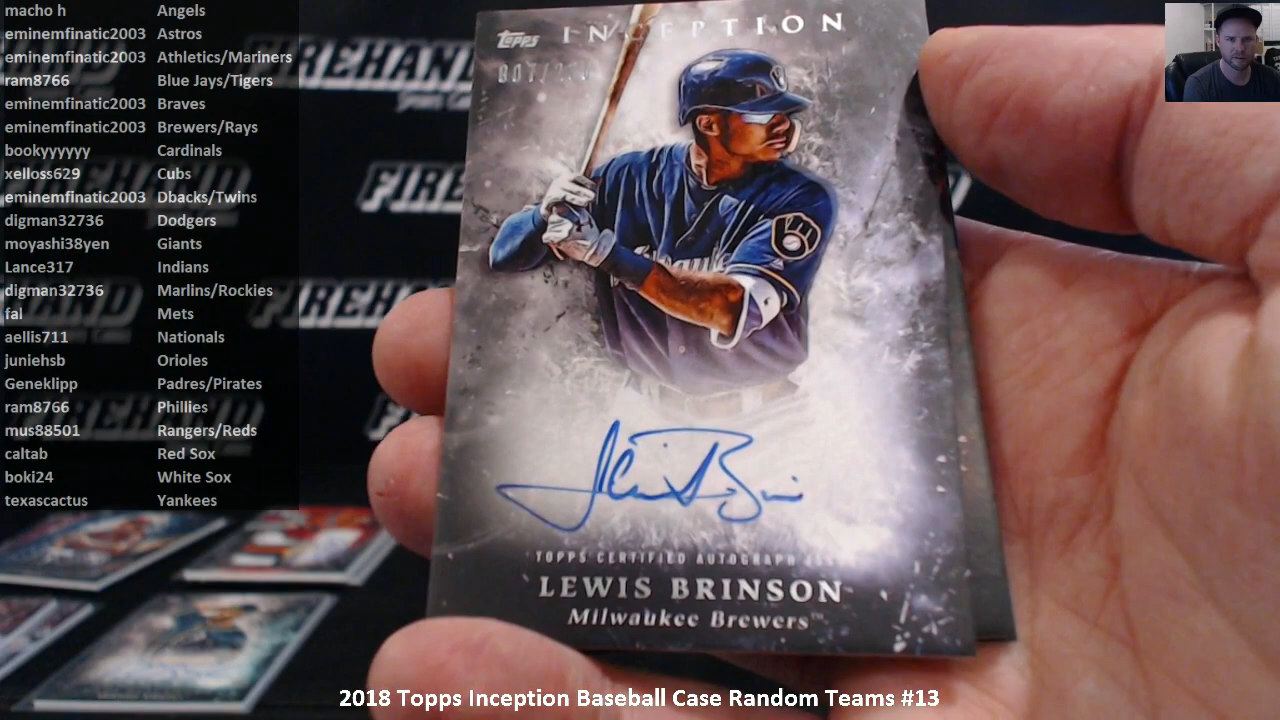 macho h Angels
eminemfinatic2003 Astros
eminemfinatic2003 Athletics/Mariners
ram8766 Blue Jays/Tigers
eminemfinatic2003 Braves
eminemfinatic2003 Brewers/Rays
bookyyyyyy Cardinals
xelloss629 Cubs
eminemfinatic2003 Dbacks/Twins
digman32736 Dodgers
moyashi38yen Giants
Lance317 Indians
digman32736 Marlins/Rockies
fal Mets
aellis711 Nationals
juniehsb Orioles
Geneklipp Padres/Pirates
ram8766 Phillies
mus88501 Rangers/Reds
caltab Red Sox
boki24 White Sox
texascactus Yankees
Topps INCEPTION
TOPPS CERTIFIED AUTOGRAPH
LEWIS BRINSON
Milwaukee Brewers™
FIREHAND
2018 Topps Inception Baseball Case Random Teams #13